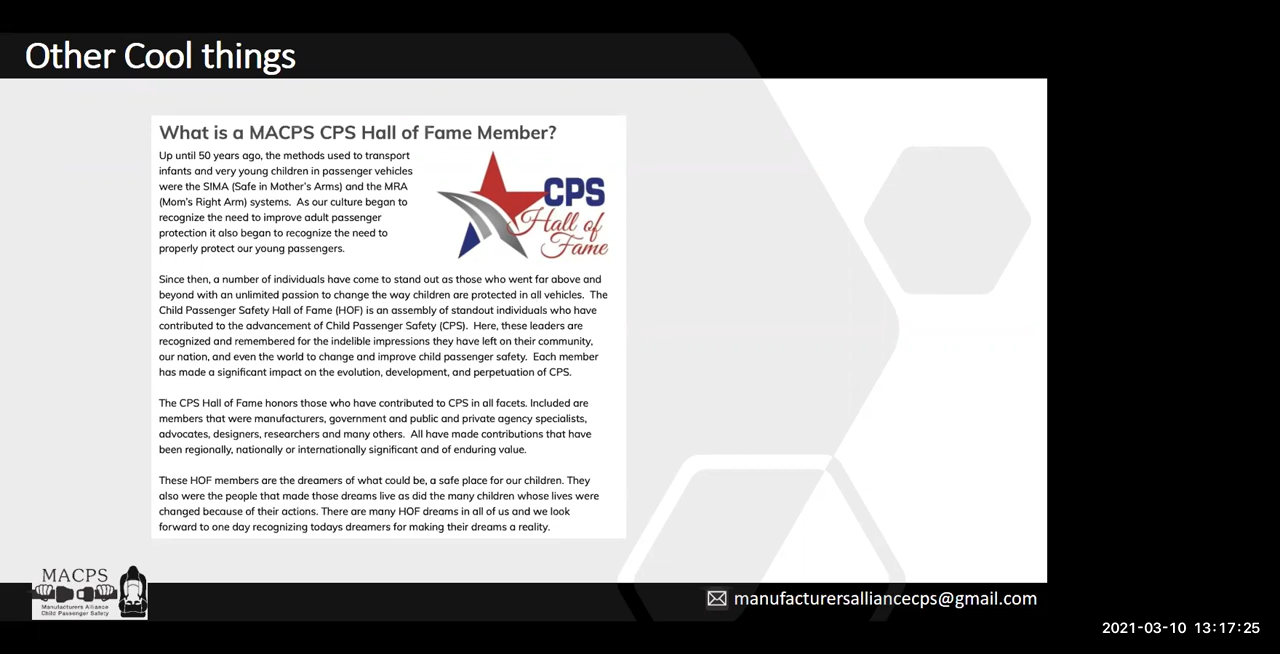 Other Cool things
What is a MACPS CPS Hall of Fame Member?
Up until 50 years ago, the methods used to transport
infants and very young children in passenger vehicles
were the SIMA (Safe in Mother's Arms) and the MRA
(Mom's Right Arm) systems.  As our culture began to
recognize the need to improve adult passenger
protection it also began to recognize the need to
properly protect our young passengers.
CPS
Hall of
Fame
Since then, a number of individuals have come to stand out as those who went far above and
beyond with an unlimited passion to change the way children are protected in all vehicles.  The
Child Passenger Safety Hall of Fame (HOF) is an assembly of standout individuals who have
contributed to the advancement of Child Passenger Safety (CPS).  Here, these leaders are
recognized and remembered for the indelible impressions they have left on their community,
our nation, and even the world to change and improve child passenger safety.  Each member
has made a significant impact on the evolution, development, and perpetuation of CPS.
The CPS Hall of Fame honors those who have contributed to CPS in all facets. Included are
members that were manufacturers, government and public and private agency specialists,
advocates, designers, researchers and many others.  All have made contributions that have
been regionally, nationally or internationally significant and of enduring value.
These HOF members are the dreamers of what could be, a safe place for our children. They
also were the people that made those dreams live as did the many children whose lives were
changed because of their actions. There are many HOF dreams in all of us and we look
forward to one day recognizing todays dreamers for making their dreams a reality.
MACPS
Manufacturers Alliance
Child Passenger Safety
manufacturersalliancecps@gmail.com
2021-03-10 13:17:25